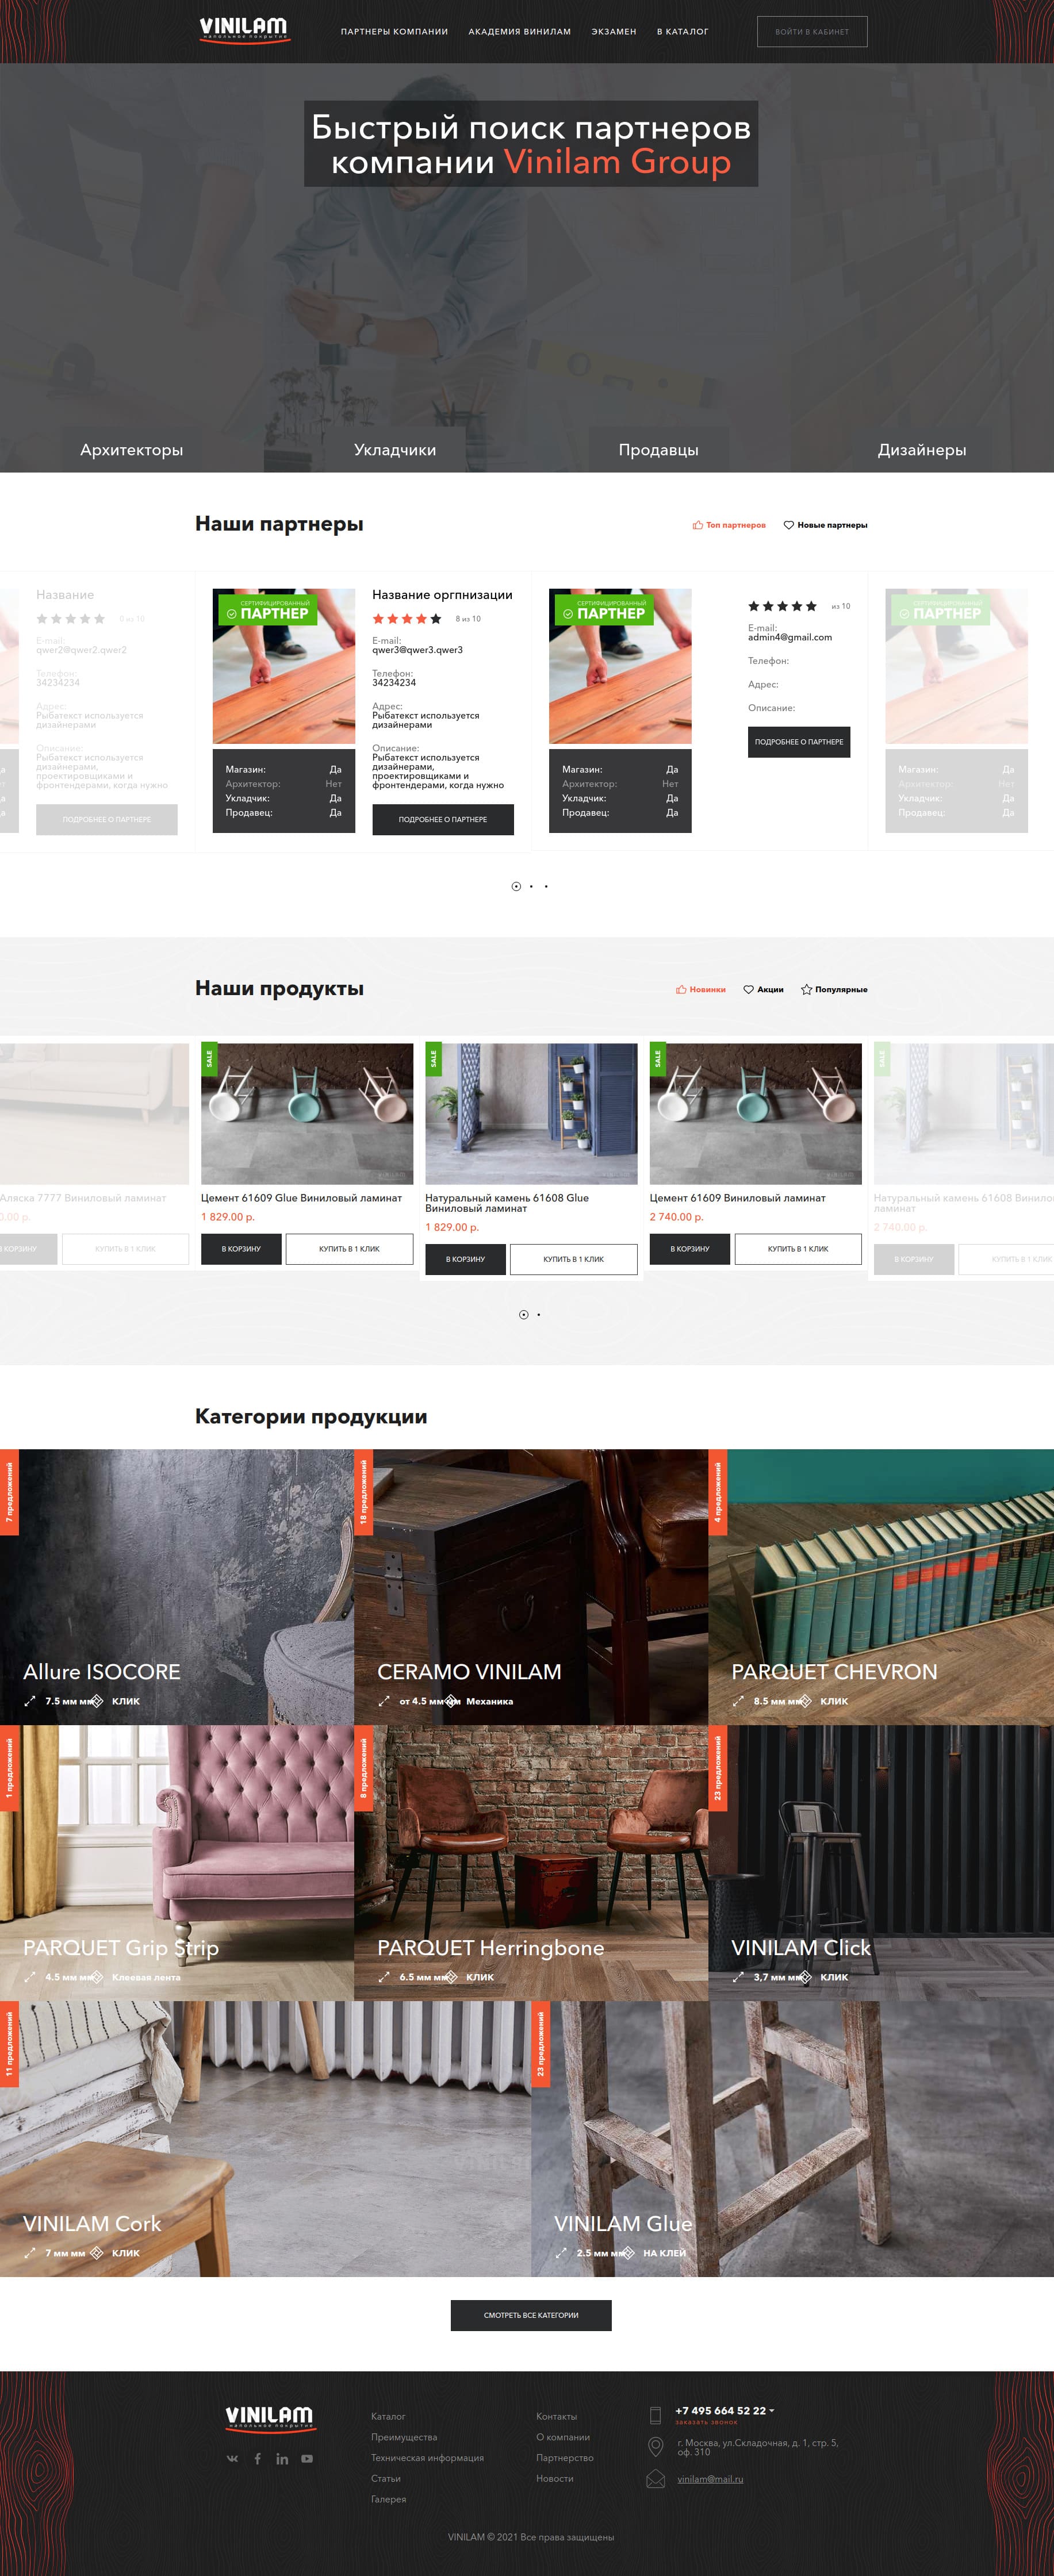 VINILAM
напольные покрытия
ПАРТНЕРЫ КОМПАНИИ
АКАДЕМИЯ ВИНИЛАМ
ЭКЗАМЕН
В КАТАЛОГ
ВОЙТИ В КАБИНЕТ
Быстрый поиск партнеров
компании Vinilam Group
Архитекторы
Укладчики
Продавцы
Дизайнеры
Наши партнеры
Топ партнеров
Новые партнеры
Название
0 из 10
E-mail:
qwer2@qwer2.qwer2
Телефон:
34234234
Адрес:
Рыбатекст используется
дизайнерами
Описание:
Рыбатекст используется
дизайнерами,
проектировщиками и
фронтендерами, когда нужно
ПОДРОБНЕЕ О ПАРТНЕРЕ
СЕРТИФИЦИРОВАННЫЙ
ПАРТНЕР
Магазин: Да
Архитектор: Нет
Укладчик: Да
Продавец: Да
Название оргпнизации
8 из 10
E-mail:
qwer3@qwer3.qwer3
Телефон:
34234234
Адрес:
Рыбатекст используется
дизайнерами
Описание:
Рыбатекст используется
дизайнерами,
проектировщиками и
фронтендерами, когда нужно
ПОДРОБНЕЕ О ПАРТНЕРЕ
СЕРТИФИЦИРОВАННЫЙ
ПАРТНЕР
Магазин: Да
Архитектор: Нет
Укладчик: Да
Продавец: Да
из 10
E-mail:
admin4@gmail.com
Телефон:
Адрес:
Описание:
ПОДРОБНЕЕ О ПАРТНЕРЕ
СЕРТИФИЦИРОВАННЫЙ
ПАРТНЕР
Магазин: Да
Архитектор: Нет
Укладчик: Да
Продавец: Да
Наши продукты
Новинки
Акции
Популярные
Аляска 7777 Виниловый ламинат
В КОРЗИНУ
КУПИТЬ В 1 КЛИК
SALE
Цемент 61609 Glue Виниловый ламинат
1 829.00 р.
В КОРЗИНУ
КУПИТЬ В 1 КЛИК
SALE
Натуральный камень 61608 Glue
Виниловый ламинат
1 829.00 р.
В КОРЗИНУ
КУПИТЬ В 1 КЛИК
SALE
Цемент 61609 Виниловый ламинат
2 740.00 р.
В КОРЗИНУ
КУПИТЬ В 1 КЛИК
SALE
Натуральный камень 61608 Винило
ламинат
2 740.00 р.
В КОРЗИНУ
КУПИТЬ В 1 КЛИК
Категории продукции
7 предложений
Allure ISOCORE
7.5 мм мм КЛИК
18 предложений
CERAMO VINILAM
от 4.5 мм мм Механика
4 предложений
PARQUET CHEVRON
8.5 мм мм КЛИК
1 предложений
PARQUET Grip Strip
4.5 мм мм Клеевая лента
8 предложений
PARQUET Herringbone
6.5 мм мм КЛИК
23 предложений
VINILAM Click
3,7 мм мм КЛИК
11 предложений
VINILAM Cork
7 мм мм КЛИК
23 предложений
VINILAM Glue
2.5 мм мм НА КЛЕЙ
СМОТРЕТЬ ВСЕ КАТЕГОРИИ
VINILAM
напольные покрытия
Каталог
Преимущества
Техническая информация
Статьи
Галерея
Контакты
О компании
Партнерство
Новости
+7 495 664 52 22
заказать звонок
г. Москва, ул.Складочная, д. 1, стр. 5,
оф. 310
vinilam@mail.ru
VINILAM © 2021 Все права защищены